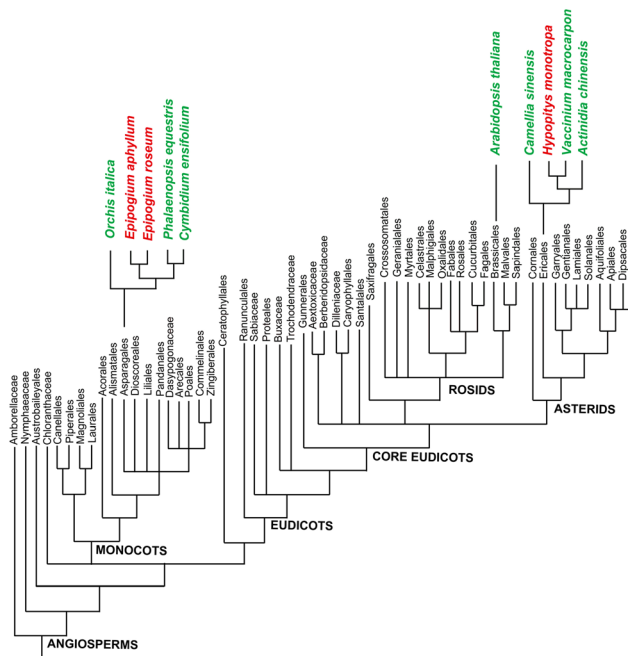 Orchis italica
Epipogium aphyllum
Epipogium roseum
Phalaenopsis equestris
Cymbidium ensifolium
Arabidopsis thaliana
Camellia sinensis
Hypopitys monotropa
Vaccinium macrocarpon
Actinidia chinensis
Amborellaceae
Nymphaeaceae
Austrobaileyales
Chloranthaceae
Canellales
Piperales
Magnoliales
Laurales
Acorales
Alismatales
Asparagales
Dioscoreales
Liliales
Pandanales
Dasypogonaceae
Arecales
Poales
Commelinales
Zingiberales
Ceratophyllales
Ranunculales
Sabiaceae
Proteales
Buxaceae
Trochodendraceae
Gunnerales
Aextoxicaceae
Berberidopsidaceae
Dilleniaceae
Caryophyllales
Santalales
Saxifragales
Crossosomatales
Geranialales
Myrtales
Celestrales
Malphigiales
Oxalidales
Fabales
Rosales
Cucurbitales
Fagales
Brassicales
Malvales
Sapindales
Cornales
Ericales
Garryales
Gentianales
Lamiales
Solanales
Aquifoliales
Apiales
Dipsacales
ROSIDS
ASTERIDS
CORE EUDICOTS
EUDICOTS
MONOCOTS
ANGIOSPERMS